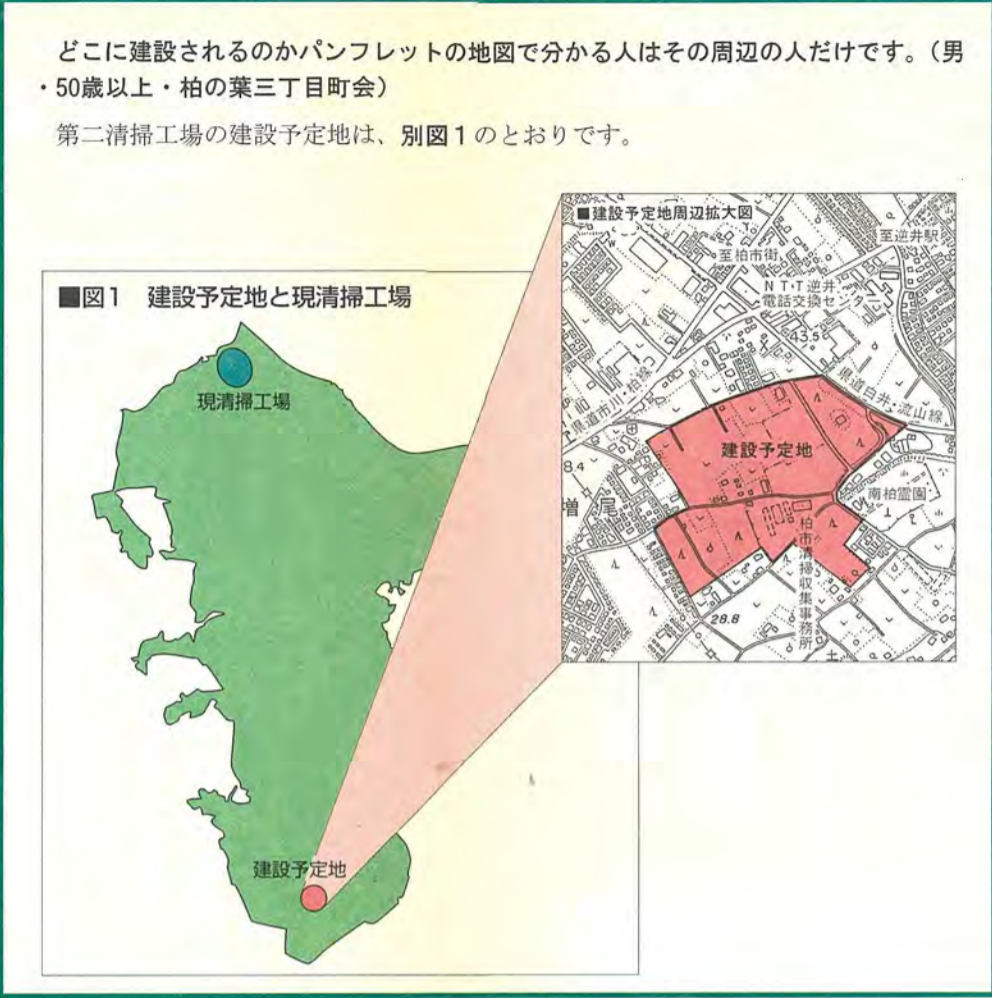 どこに建設されるのかパンフレットの地図で分かる人はその周辺の人だけです。（男
・50歳以上・柏の葉三丁目町会）
第二清掃工場の建設予定地は、別図１のとおりです。
■図1　建設予定地と現清掃工場
現清掃工場
建設予定地
■建設予定地周辺拡大図
至逆井駅
至柏市街
ＮＴＴ逆井
電話交換センター
43.5
県道市川・柏線
県道白井・流山線
建設予定地
8.4
南柏霊園
増尾
柏市清掃収集事務所
28.8
土